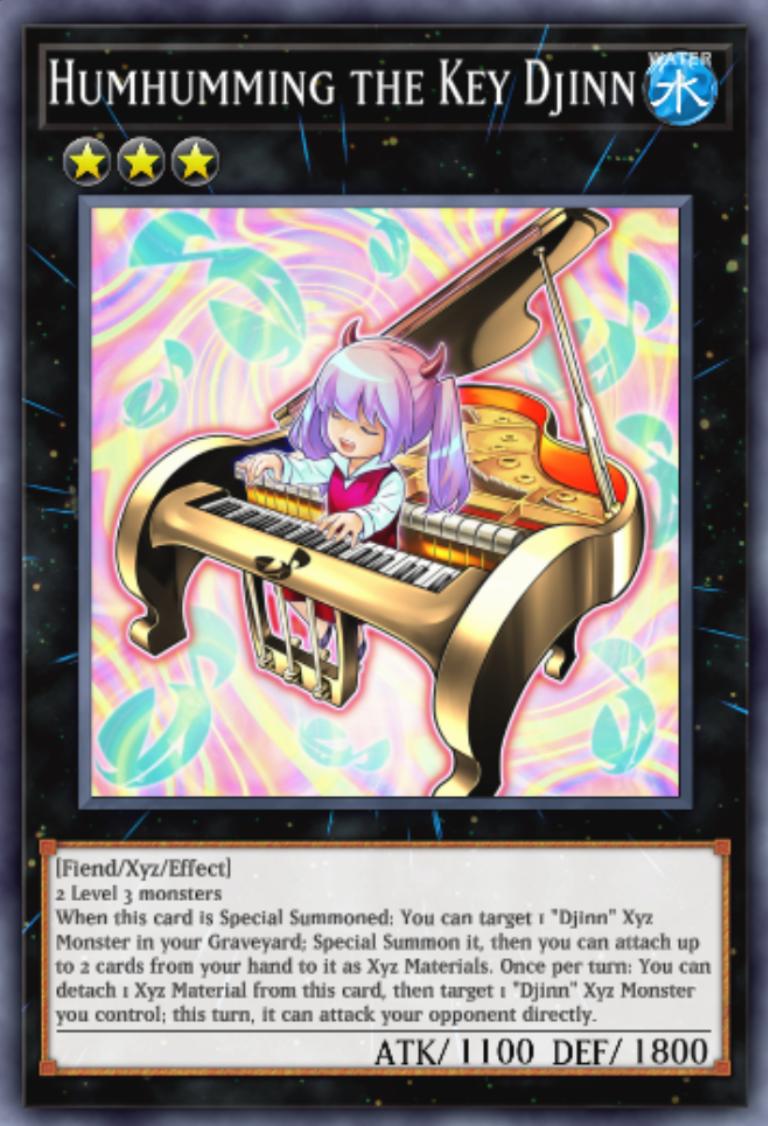 Humhumming the Key Djinn
WATER
水
[Fiend/Xyz/Effect]
2 Level 3 monsters
When this card is Special Summoned: You can target 1 "Djinn" Xyz
Monster in your Graveyard; Special Summon it, then you can attach up
to 2 cards from your hand to it as Xyz Materials. Once per turn: You can
detach 1 Xyz Material from this card, then target 1 "Djinn" Xyz Monster
you control; this turn, it can attack your opponent directly.
ATK/ 1100 DEF/ 1800